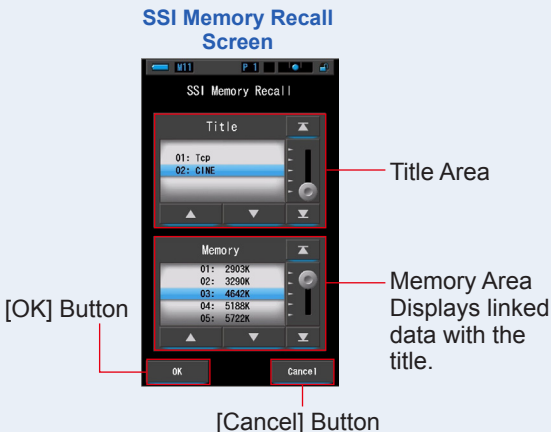 SSI Memory Recall
Screen
M11 P 1
SSI Memory Recall
Title
01: Tcp
02: CINE
Title Area
Memory
01: 2903K
02: 3290K
03: 4642K
04: 5188K
05: 5722K
Memory Area
Displays linked
data with the
title.
[OK] Button
OK
Cancel
[Cancel] Button